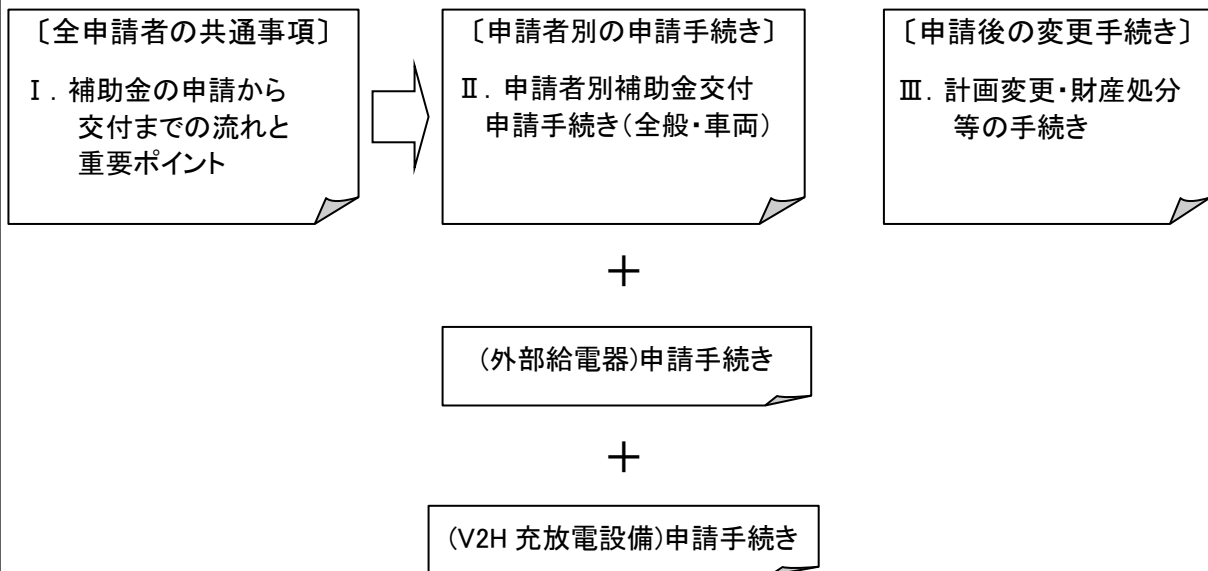 〔全申請者の共通事項〕
Ⅰ．補助金の申請から
交付までの流れと
重要ポイント
〔申請者別の申請手続き〕
Ⅱ．申請者別補助金交付
申請手続き（全般・車両）
＋
（外部給電器）申請手続き
＋
（V2H 充放電設備）申請手続き
〔申請後の変更手続き〕
Ⅲ．計画変更・財産処分
等の手続き